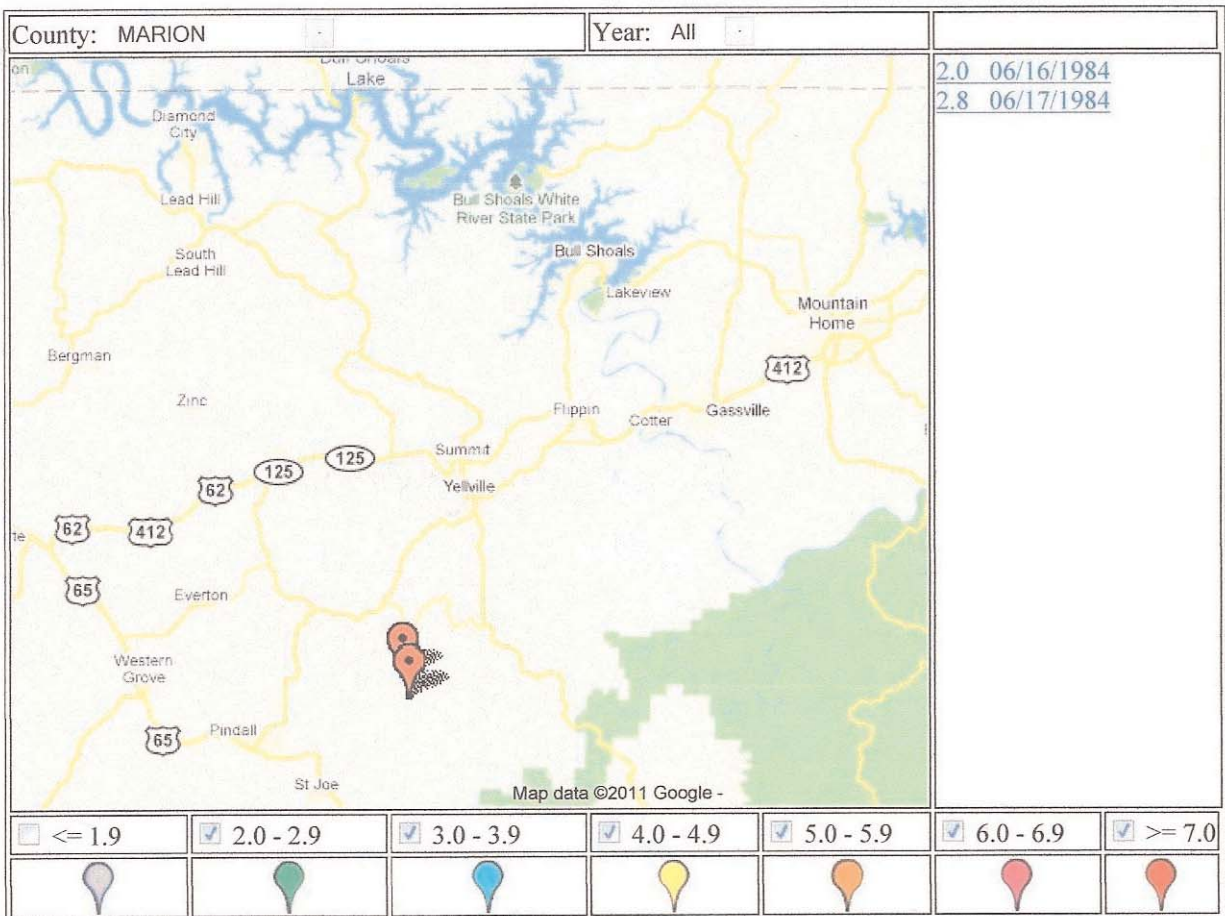 County: MARION
Year: All
2.0 06/16/1984
2.8 06/17/1984
on
Bull Shoals
Lake
Diamond
City
Lead Hill
Bull Shoals White
River State Park
South
Lead Hill
Bull Shoals
Lakeview
Mountain
Home
Bergman
412
Zinc
Flippin
Cotter
Gassville
Summit
125
125
62
Yellville
62
412
te
65
Everton
Western
Grove
65
Pindall
St Joe
Map data ©2011 Google -
<= 1.9
2.0 - 2.9
3.0 - 3.9
4.0 - 4.9
5.0 - 5.9
6.0 - 6.9
>= 7.0